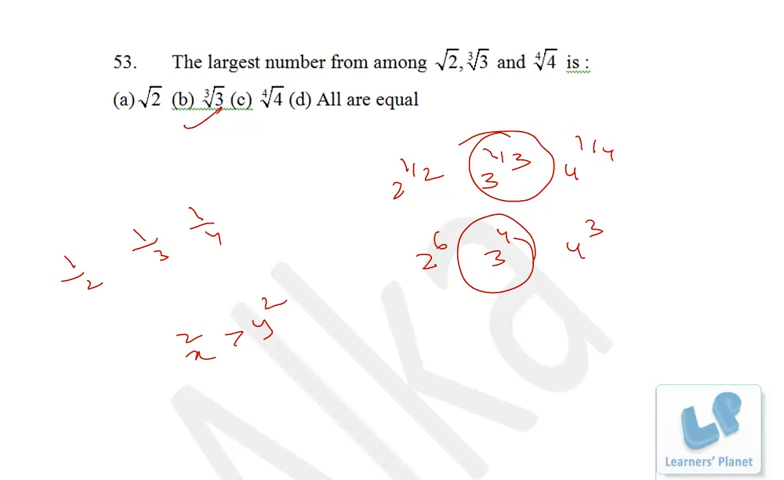 53. The largest number from among √2, ∛3 and ∜4 is :
(a) √2 (b) ∛3 (c) ∜4 (d) All are equal
2^1/2 3^1/3 4^1/4
2^6 3^4 4^3
1/2 1/3 1/4
x^2 > y^2
Alka
LP
Learners' Planet